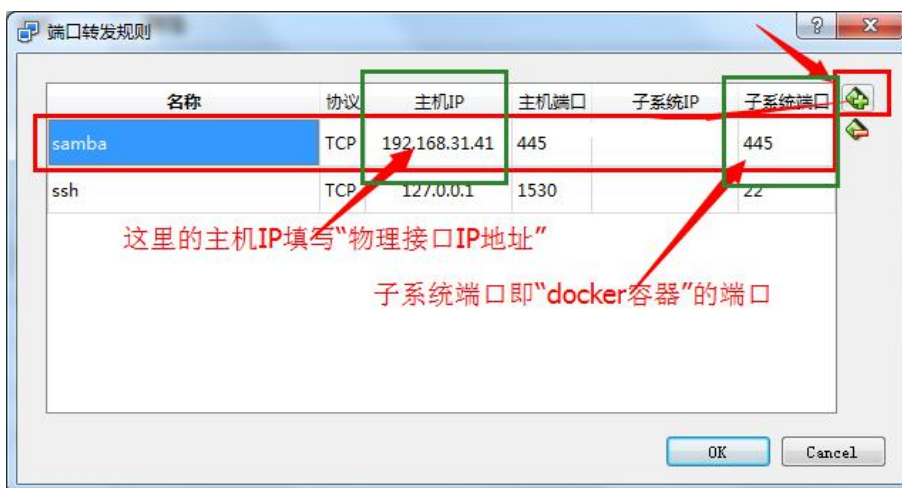 端口转发规则
名称 协议 主机IP 主机端口 子系统IP 子系统端口
samba TCP 192.168.31.41 445 445
ssh TCP 127.0.0.1 1530 22
这里的主机IP填写“物理接口IP地址”
子系统端口即“docker容器”的端口
OK Cancel